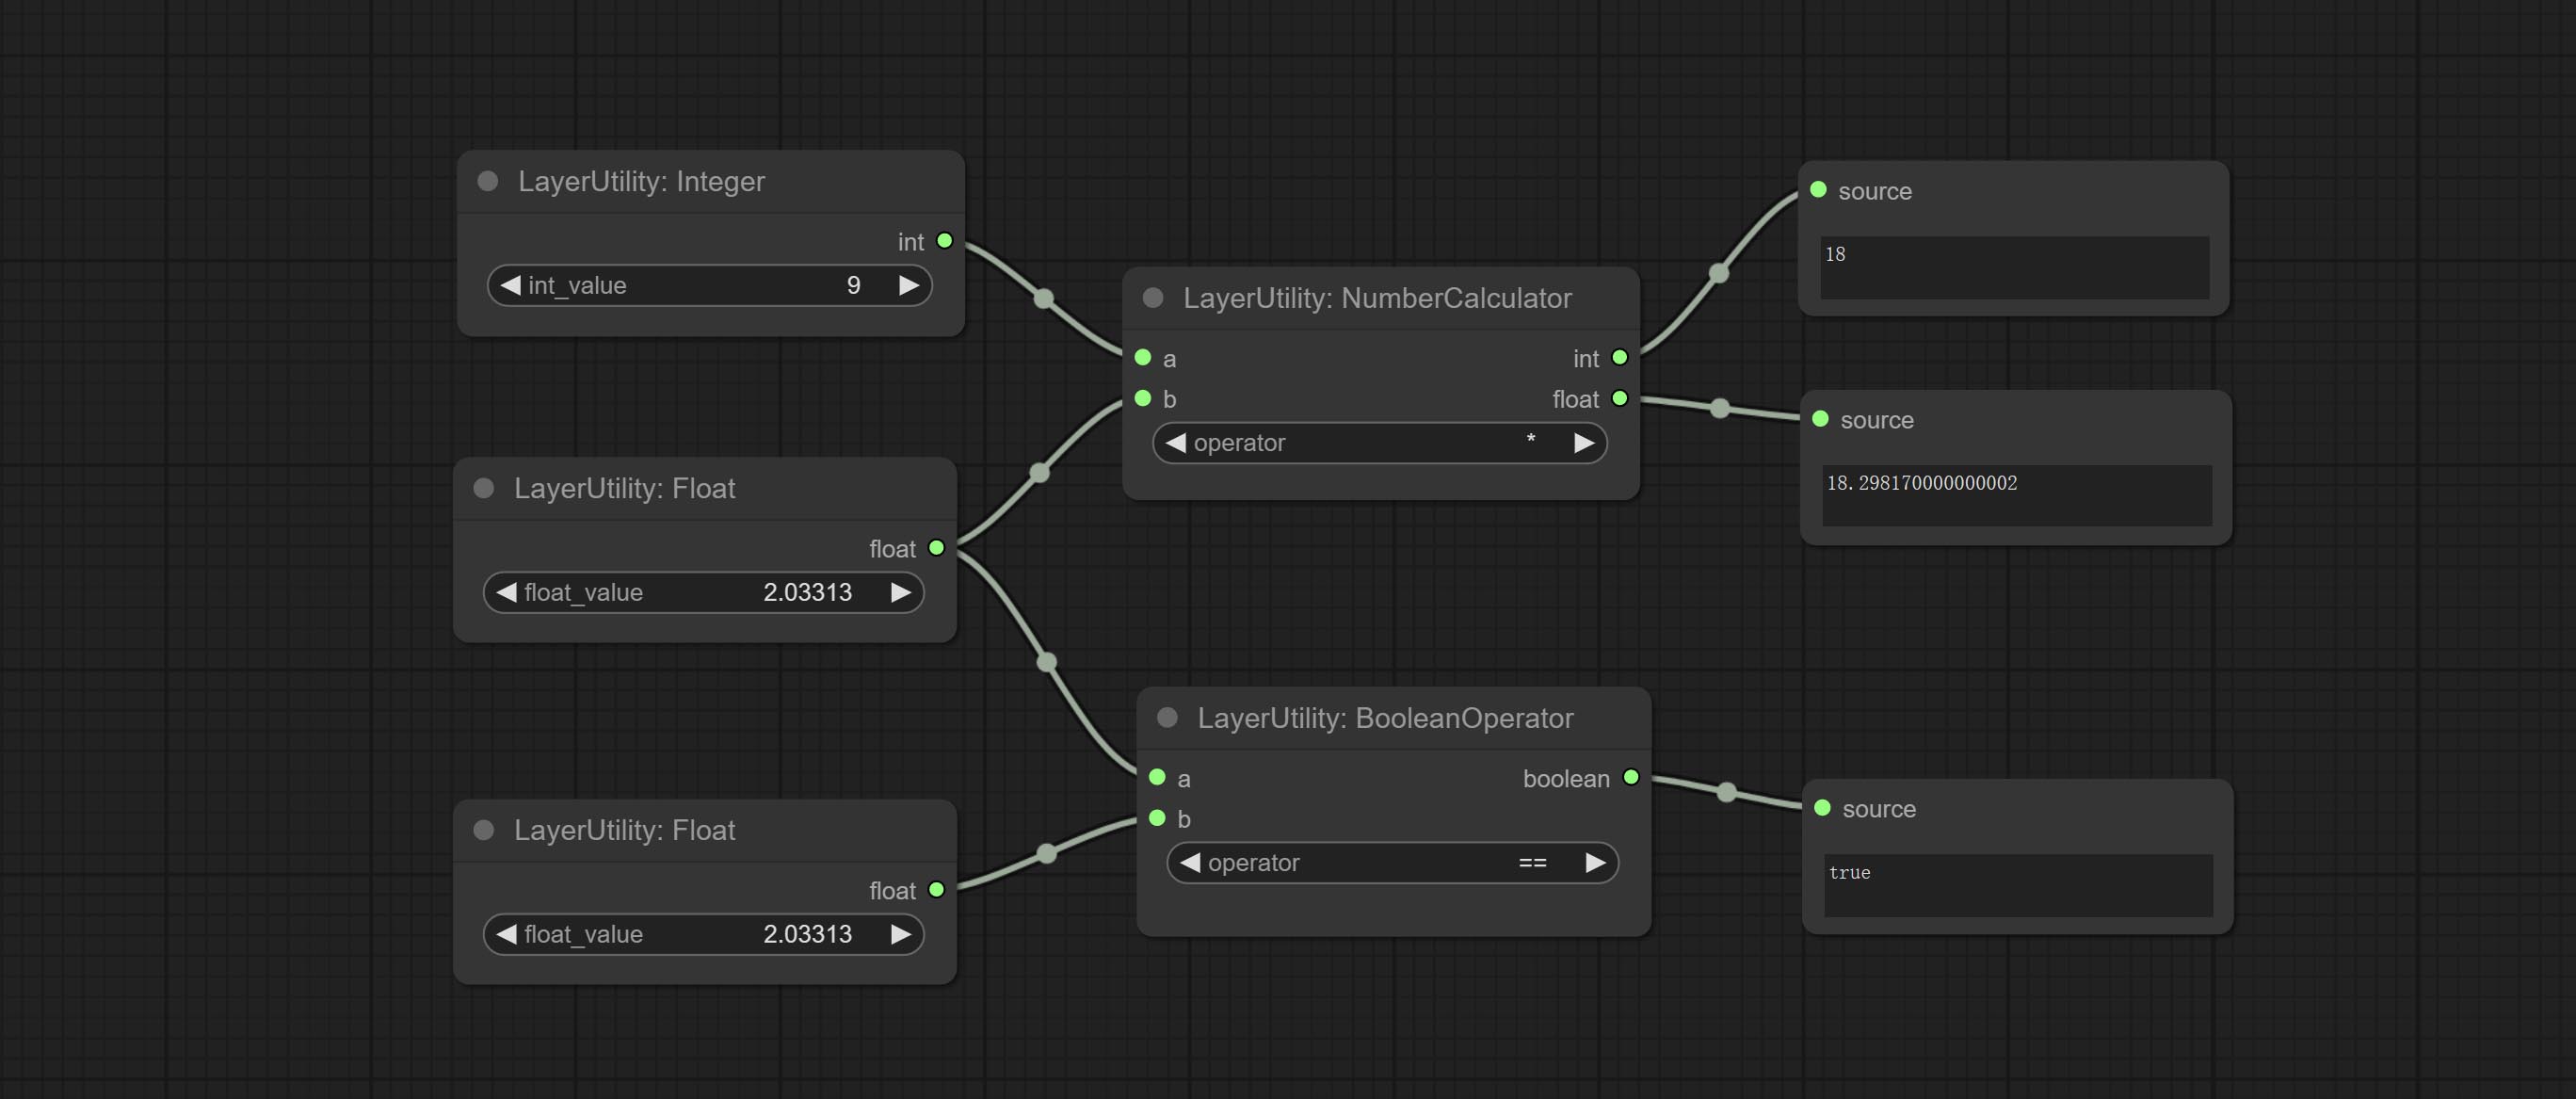 LayerUtility: Integer
int
int_value 9
LayerUtility: Float
float
float_value 2.03313
LayerUtility: Float
float
float_value 2.03313
LayerUtility: NumberCalculator
a int
b float
operator *
LayerUtility: BooleanOperator
a boolean
b
operator ==
source
18
source
18.298170000000002
source
true